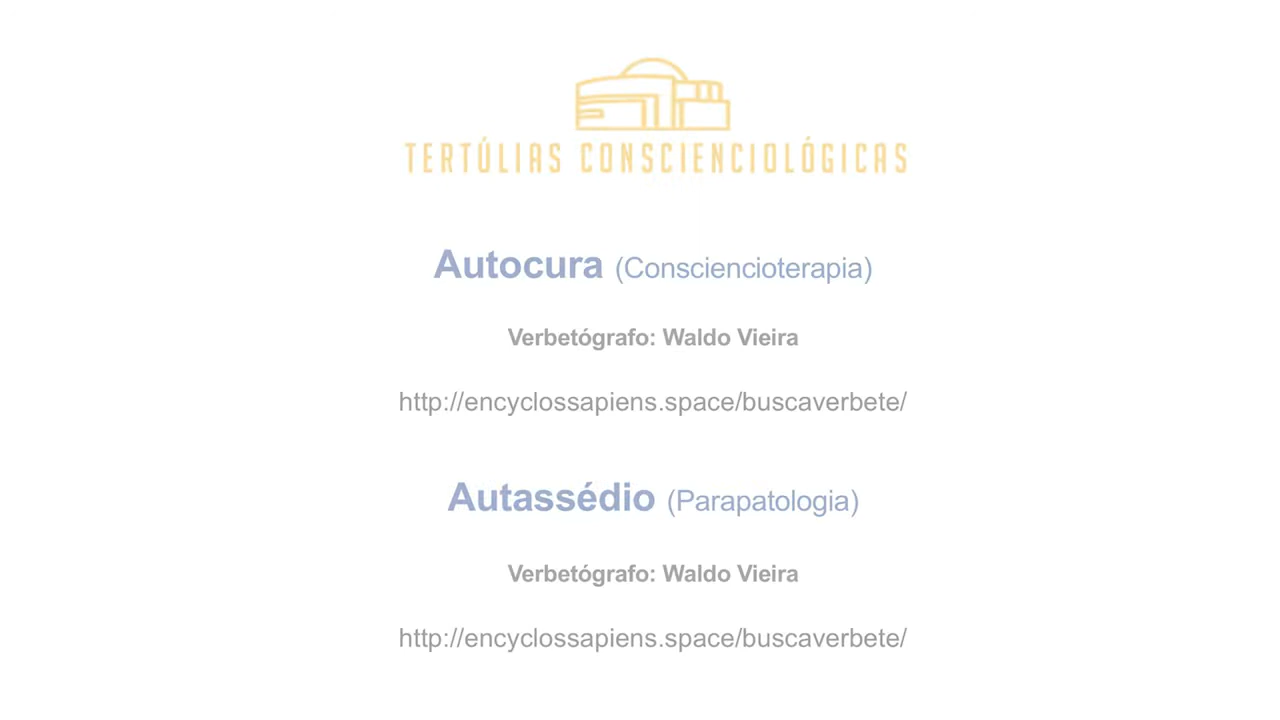 TERTÚLIAS CONSCIENCIOLÓGICAS
Autocura (Consciencioterapia)
Verbetógrafo: Waldo Vieira
http://encyclossapiens.space/buscaverbete/
Autassédio (Parapatologia)
Verbetógrafo: Waldo Vieira
http://encyclossapiens.space/buscaverbete/